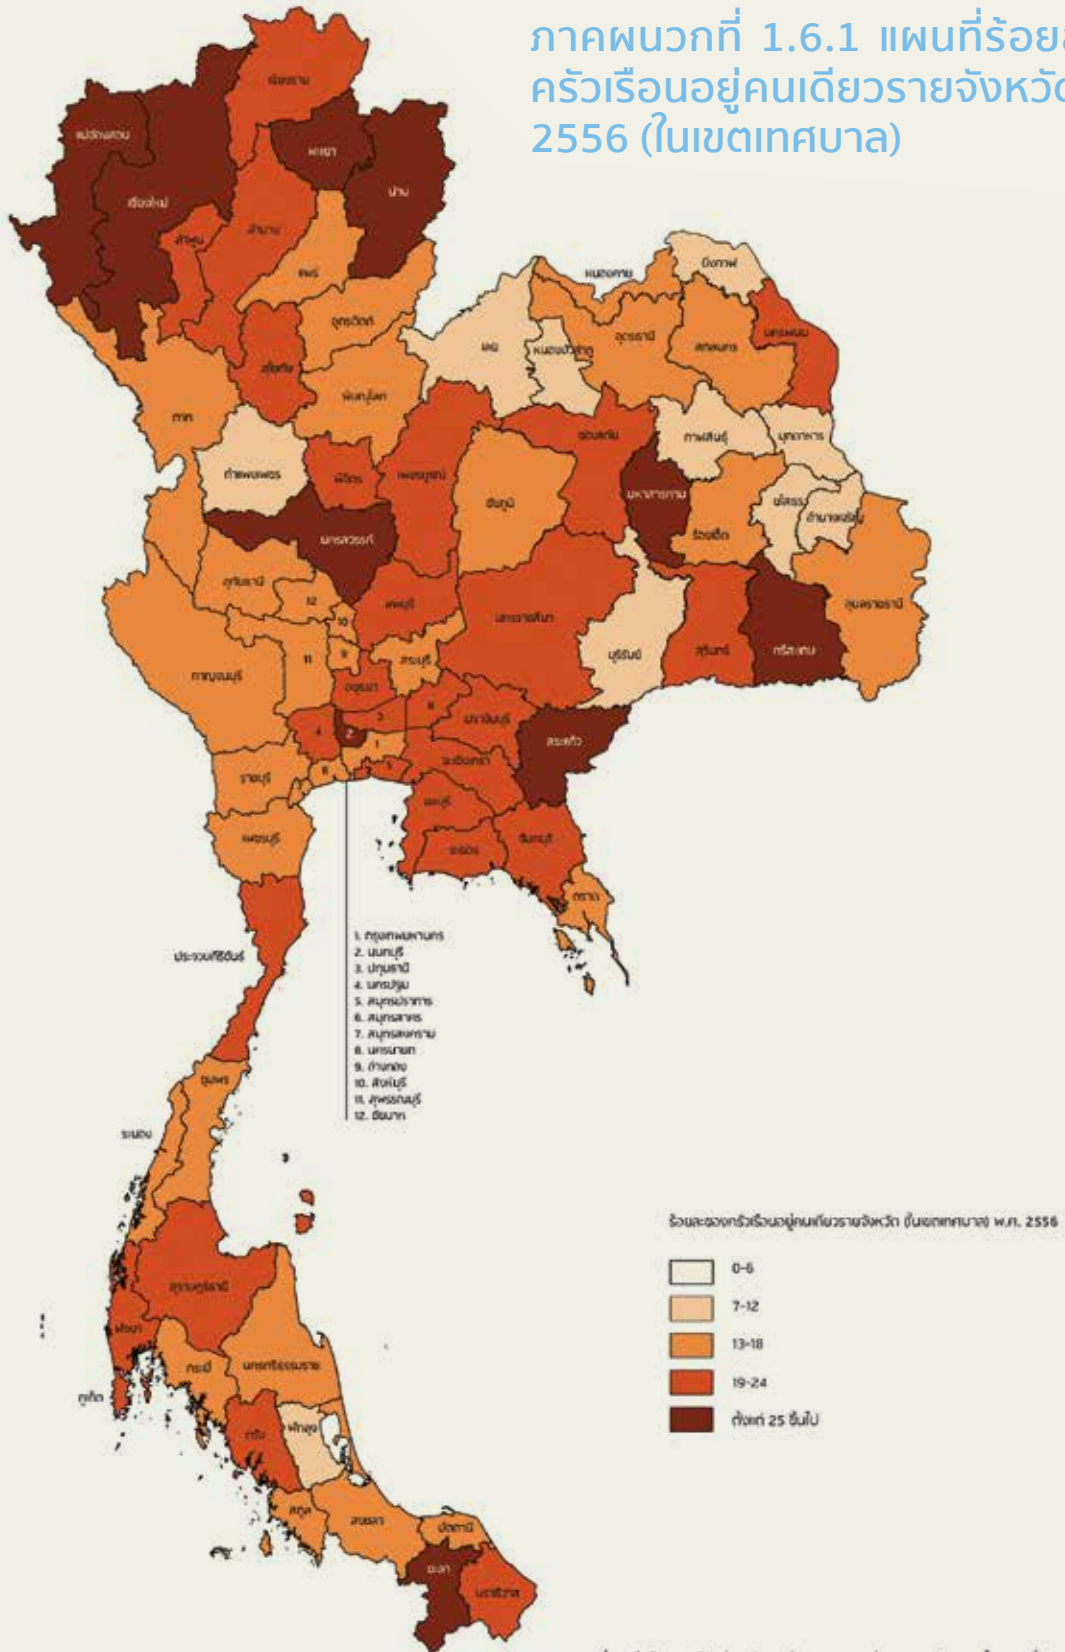 ภาคผนวกที่ 1.6.1 แผนที่ร้อยล
ครัวเรือนอยู่คนเดียวรายจังหวัด
2556 (ในเขตเทศบาล)
เชียงราย
แม่ฮ่องสอน
พะเยา
น่าน
เชียงใหม่
ลำปาง
ลำพูน
แพร่
อุตรดิตถ์
สุโขทัย
พิษณุโลก
ตาก
กำแพงเพชร
พิจิตร
เพชรบูรณ์
นครสวรรค์
อุทัยธานี
บึงกาฬ
หนองคาย
เลย
หนองบัวลำภู
อุดรธานี
สกลนคร
นครพนม
ขอนแก่น
กาฬสินธุ์
มุกดาหาร
ชัยภูมิ
มหาสารคาม
ร้อยเอ็ด
ยโสธร
อำนาจเจริญ
อุบลราชธานี
นครราชสีมา
บุรีรัมย์
สุรินทร์
ศรีสะเกษ
ลพบุรี
สระบุรี
อยุธยา
กาญจนบุรี
12
10
9
11
4
2
3
8
1
5
6
ราชบุรี
เพชรบุรี
ปราจีนบุรี
สระแก้ว
ฉะเชิงเทรา
ชลบุรี
ระยอง
จันทบุรี
ตราด
ประจวบคีรีขันธ์
1. กรุงเทพมหานคร
2. นนทบุรี
3. ปทุมธานี
4. นครปฐม
5. สมุทรปราการ
6. สมุทรสาคร
7. สมุทรสงคราม
8. นครนายก
9. อ่างทอง
10. สิงห์บุรี
11. สุพรรณบุรี
12. ชัยนาท
ชุมพร
ระนอง
สุราษฎร์ธานี
พังงา
ภูเก็ต
กระบี่
นครศรีธรรมราช
ตรัง
พัทลุง
สตูล
สงขลา
ปัตตานี
ยะลา
นราธิวาส
ร้อยละของครัวเรือนอยู่คนเดียวรายจังหวัด (ในเขตเทศบาล) พ.ศ. 2556
0-6
7-12
13-18
19-24
ตั้งแต่ 25 ขึ้นไป